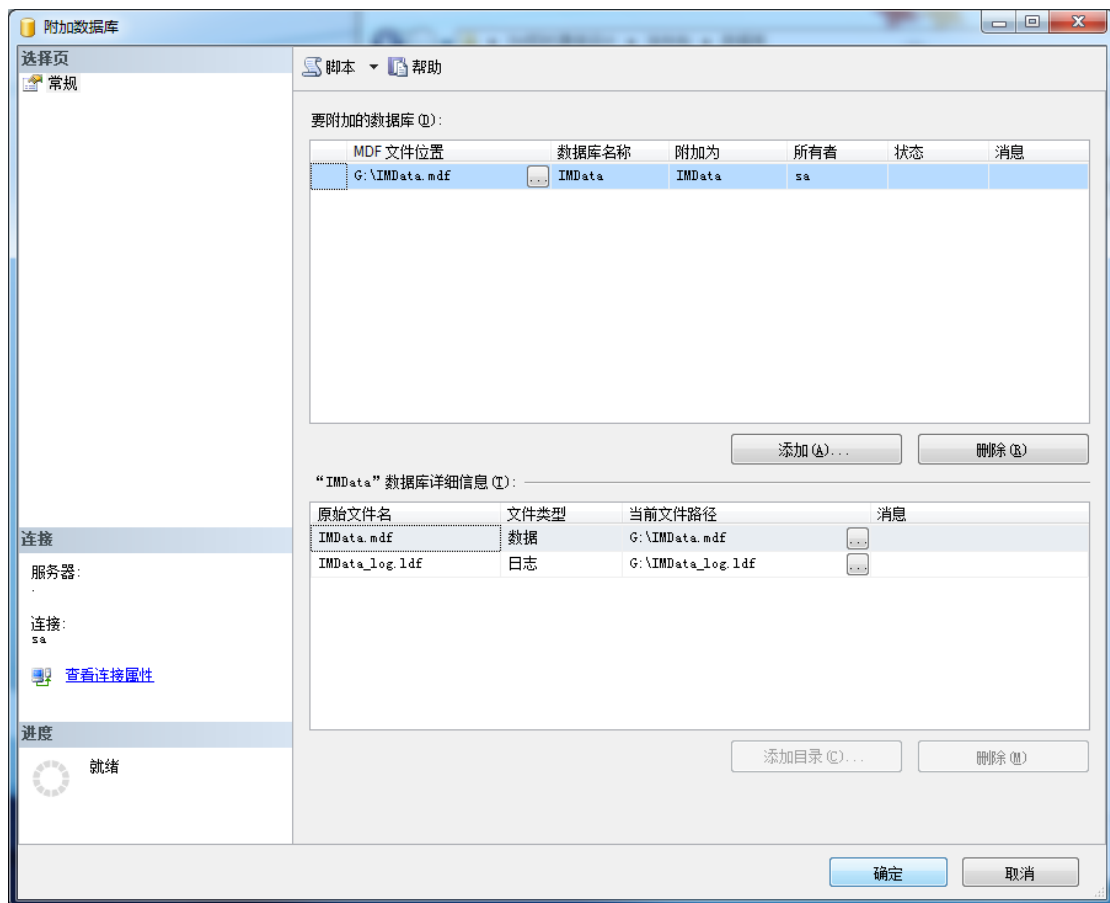 附加数据库
选择页
常规
脚本 帮助
要附加的数据库(D):
MDF 文件位置 数据库名称 附加为 所有者 状态 消息
G:\IMData.mdf ... IMData IMData sa
添加(A)... 删除(R)
“IMData”数据库详细信息(T):
原始文件名 文件类型 当前文件路径 消息
IMData.mdf 数据 G:\IMData.mdf ...
IMData_log.ldf 日志 G:\IMData_log.ldf ...
连接
服务器:
.
连接:
sa
查看连接属性
进度
就绪
添加目录(C)... 删除(M)
确定 取消